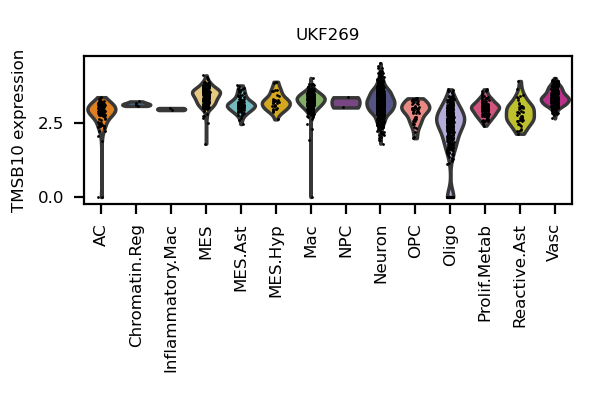 UKF269
TMSB10 expression
2.5
0.0
AC
Chromatin.Reg
Inflammatory.Mac
MES
MES.Ast
MES.Hyp
Mac
NPC
Neuron
OPC
Oligo
Prolif.Metab
Reactive.Ast
Vasc